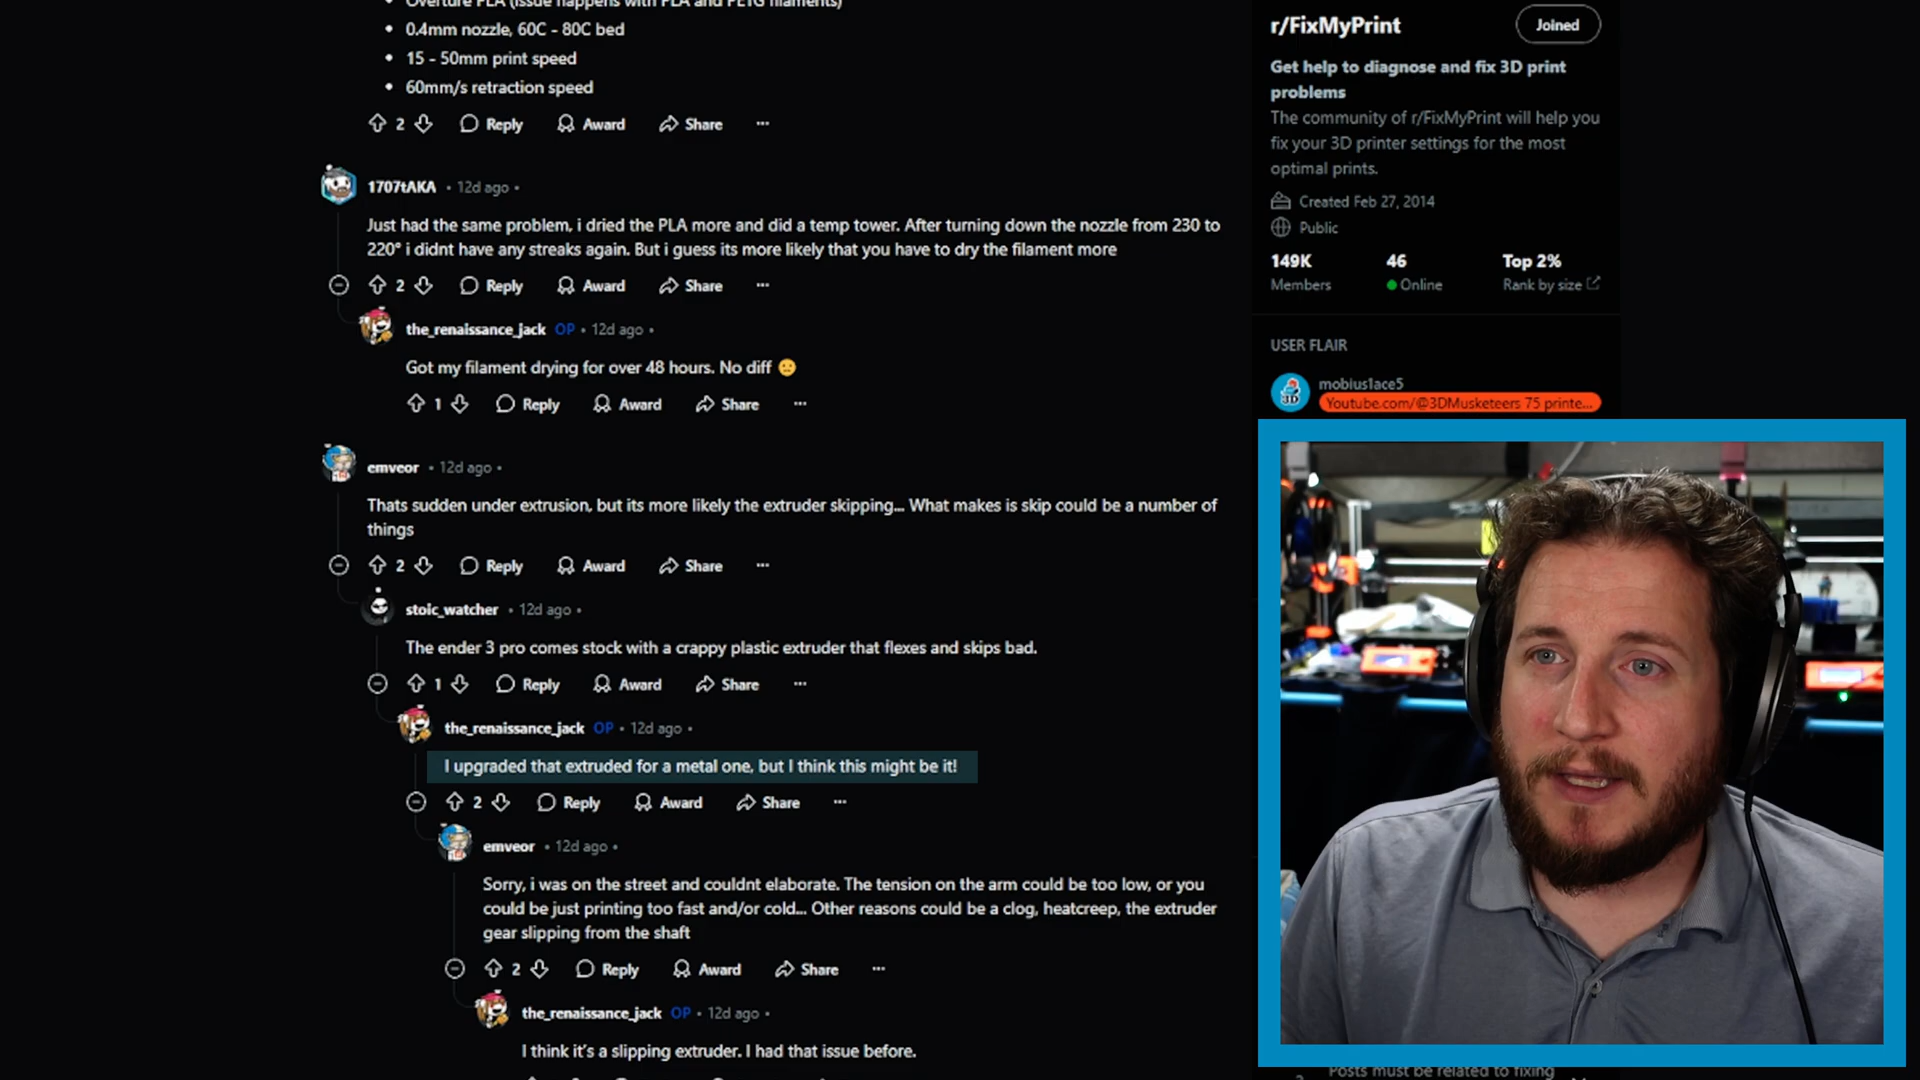 Overture PLA (issue happens with PLA and PETG filaments)
0.4mm nozzle, 60C - 80C bed
15 - 50mm print speed
60mm/s retraction speed
2 Reply Award Share ...
1707tAKA • 12d ago •
Just had the same problem, i dried the PLA more and did a temp tower. After turning down the nozzle from 230 to
220° i didnt have any streaks again. But i guess its more likely that you have to dry the filament more
2 Reply Award Share ...
the_renaissance_jack OP • 12d ago •
Got my filament drying for over 48 hours. No diff 🙁
1 Reply Award Share ...
emveor • 12d ago •
Thats sudden under extrusion, but its more likely the extruder skipping... What makes is skip could be a number of
things
2 Reply Award Share ...
stoic_watcher • 12d ago •
The ender 3 pro comes stock with a crappy plastic extruder that flexes and skips bad.
1 Reply Award Share ...
the_renaissance_jack OP • 12d ago •
I upgraded that extruded for a metal one, but I think this might be it!
2 Reply Award Share ...
emveor • 12d ago •
Sorry, i was on the street and couldnt elaborate. The tension on the arm could be too low, or you
could be just printing too fast and/or cold... Other reasons could be a clog, heatcreep, the extruder
gear slipping from the shaft
2 Reply Award Share ...
the_renaissance_jack OP • 12d ago •
I think it's a slipping extruder. I had that issue before.
r/FixMyPrint
Joined
Get help to diagnose and fix 3D print
problems
The community of r/FixMyPrint will help you
fix your 3D printer settings for the most
optimal prints.
Created Feb 27, 2014
Public
149K 46 Top 2%
Members Online Rank by size
USER FLAIR
3D
mobius1ace5
Youtube.com/@3DMusketeers 75 printe...
Posts must be related to fixing